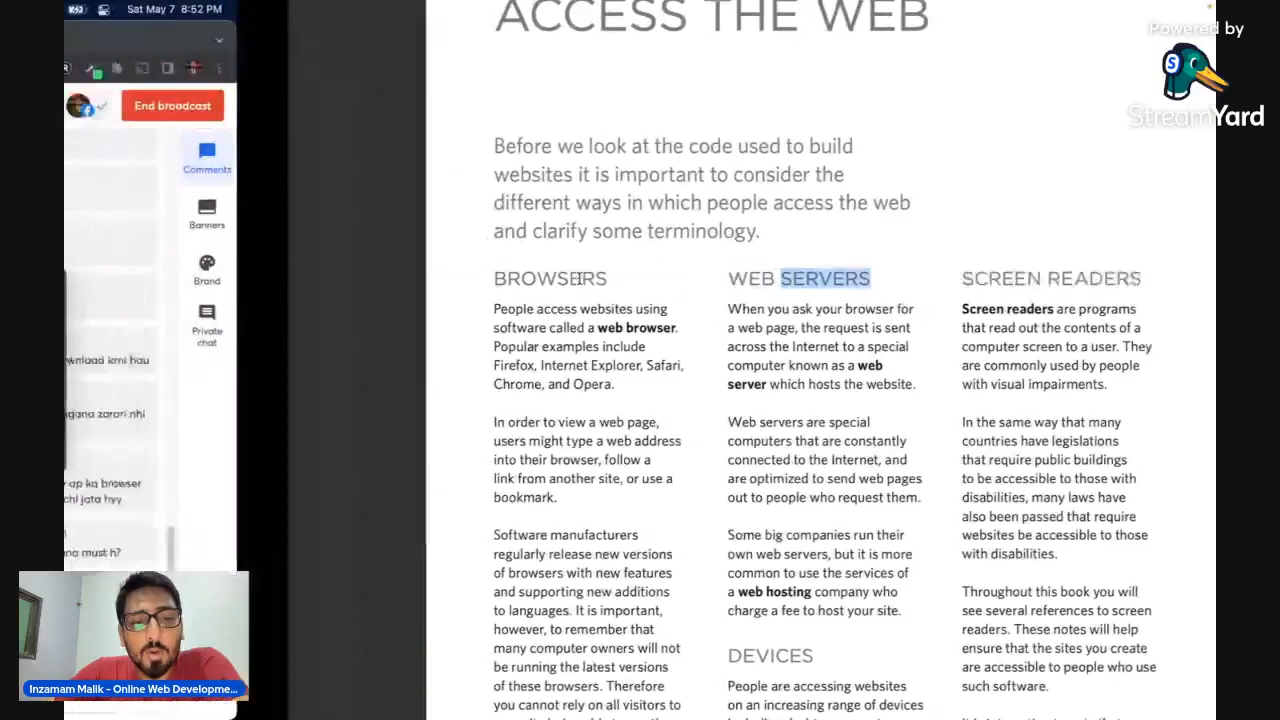 Sat May 7 8:52 PM
End broadcast
Comments
Banners
Brand
Private
chat
ap ka browser
jata hyy
must h?
Inzamam Malik - Online Web Developme...
ACCESS THE WEB
Before we look at the code used to build
websites it is important to consider the
different ways in which people access the web
and clarify some terminology.
BROWSERS
People access websites using
software called a web browser.
Popular examples include
Firefox, Internet Explorer, Safari,
Chrome, and Opera.
In order to view a web page,
users might type a web address
into their browser, follow a
link from another site, or use a
bookmark.
Software manufacturers
regularly release new versions
of browsers with new features
and supporting new additions
to languages. It is important,
however, to remember that
many computer owners will not
be running the latest versions
of these browsers. Therefore
you cannot rely on all visitors to
WEB SERVERS
When you ask your browser for
a web page, the request is sent
across the Internet to a special
computer known as a web
server which hosts the website.
Web servers are special
computers that are constantly
connected to the Internet, and
are optimized to send web pages
out to people who request them.
Some big companies run their
own web servers, but it is more
common to use the services of
a web hosting company who
charge a fee to host your site.
DEVICES
People are accessing websites
on an increasing range of devices
SCREEN READERS
Screen readers are programs
that read out the contents of a
computer screen to a user. They
are commonly used by people
with visual impairments.
In the same way that many
countries have legislations
that require public buildings
to be accessible to those with
disabilities, many laws have
also been passed that require
websites be accessible to those
with disabilities.
Throughout this book you will
see several references to screen
readers. These notes will help
ensure that the sites you create
are accessible to people who use
such software.
Powered by
StreamYard